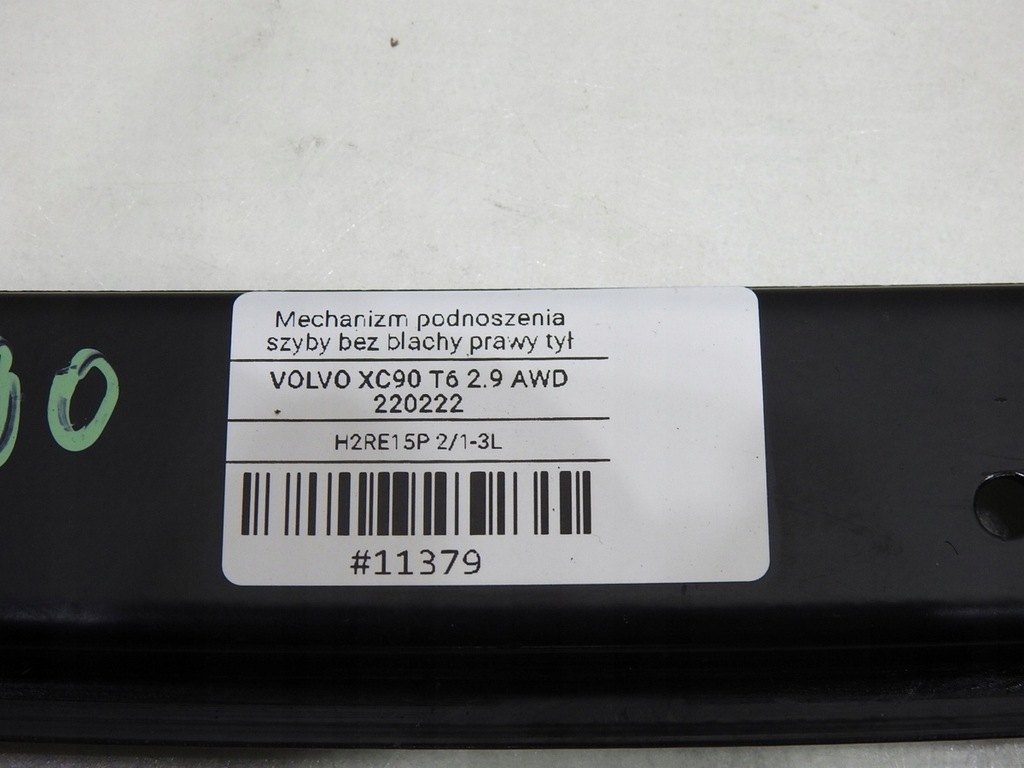 Mechanizm podnoszenia
szyby bez blachy prawy tył
VOLVO XC90 T6 2.9 AWD
220222
H2RE15P 2/1-3L
#11379
0